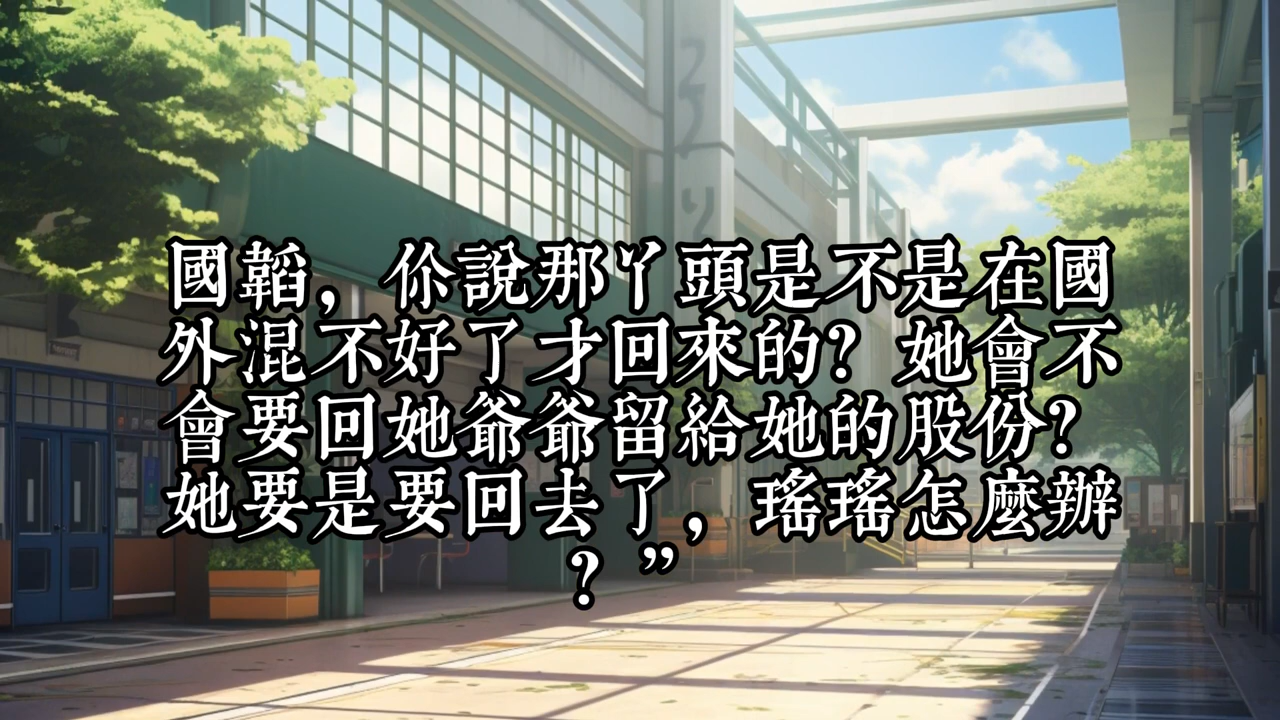 國韜，你說那丫頭是不是在國
外混不好了才回來的？她會不
會要回她爺爺留給她的股份？
她要是要回去了，瑤瑤怎麼辦
？”